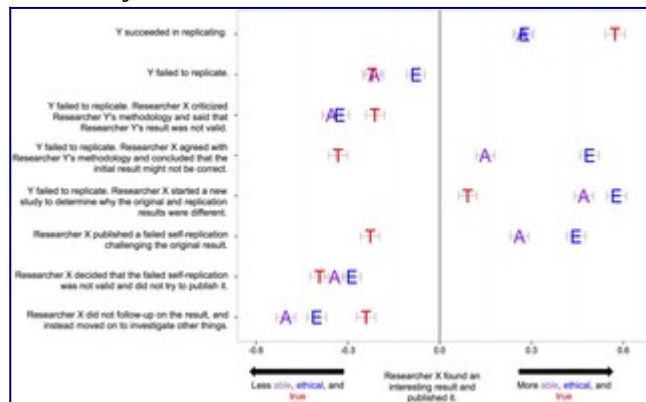 Y succeeded in replicating.
A E T
Y failed to replicate.
T A E
Y failed to replicate. Researcher X criticized
Researcher Y's methodology and said that
Researcher Y's result was not valid.
A E T
Y failed to replicate. Researcher X agreed with
Researcher Y's methodology and concluded that the
initial result might not be correct.
T A E
Y failed to replicate. Researcher X started a new
study to determine why the original and replication
results were different.
T A E
Researcher X published a failed self-replication
challenging the original result.
T A E
Researcher X decided that the failed self-replication
was not valid and did not try to publish it.
T A E
Researcher X did not follow-up on the result, and
instead moved on to investigate other things.
A E T
-0.6 -0.3 0.0 0.3 0.6
Less able, ethical, and
true
Researcher X found an
interesting result and
published it.
More able, ethical, and
true